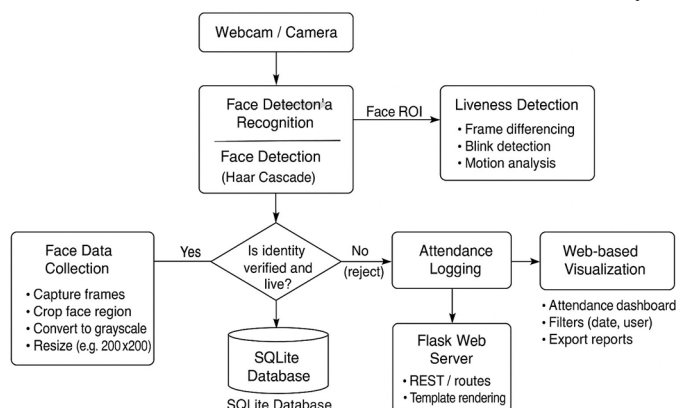 Webcam / Camera
Face Detecton'a
Recognition
Face Detection
(Haar Cascade)
Face ROI
Liveness Detection
• Frame differencing
• Blink detection
• Motion analysis
Face Data
Collection
• Capture frames
• Crop face region
• Convert to grayscale
• Resize (e.g. 200x200)
Yes
Is identity
verified and
live?
No
(reject)
Attendance
Logging
Web-based
Visualization
• Attendance dashboard
• Filters (date, user)
• Export reports
SQLite
Database
SQLite Database
Flask Web
Server
• REST / routes
• Template rendering